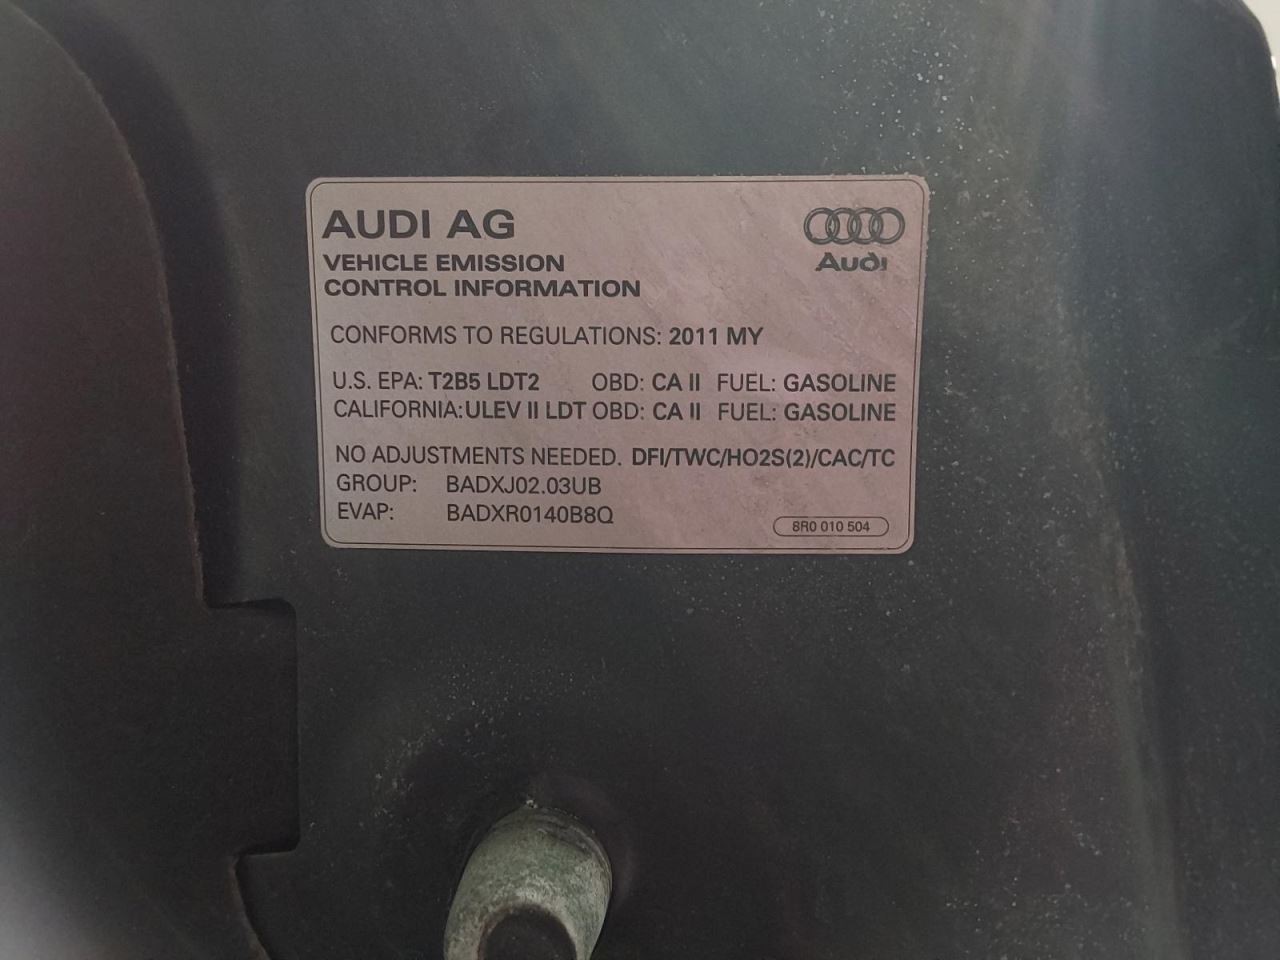 AUDI AG
Audi
VEHICLE EMISSION
CONTROL INFORMATION
CONFORMS TO REGULATIONS: 2011 MY
U.S. EPA: T2B5 LDT2 OBD: CA II FUEL: GASOLINE
CALIFORNIA: ULEV II LDT OBD: CA II FUEL: GASOLINE
NO ADJUSTMENTS NEEDED. DFI/TWC/HO2S(2)/CAC/TC
GROUP: BADXJ02.03UB
EVAP: BADXR0140B8Q
8R0 010 504